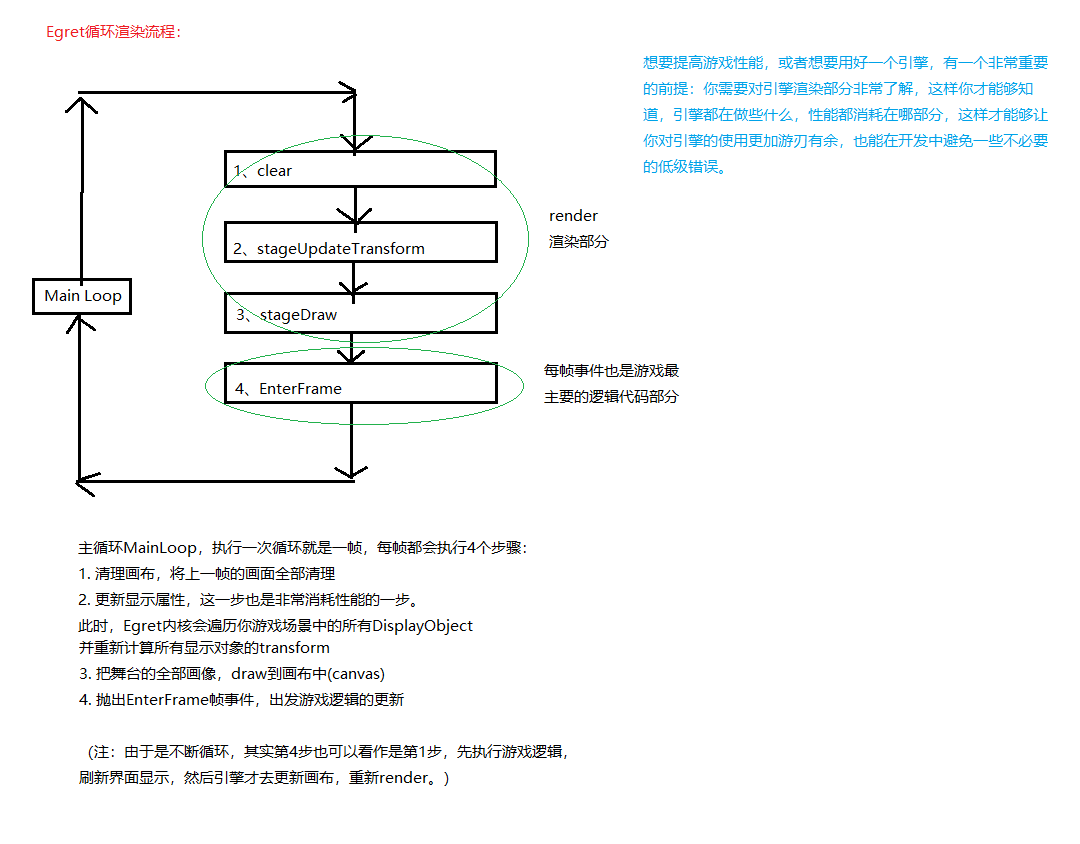 Egret循环渲染流程：
想要提高游戏性能，或者想要用好一个引擎，有一个非常重要
的前提：你需要对引擎渲染部分非常了解，这样你才能够知
道，引擎都在做些什么，性能都消耗在哪部分，这样才能够让
你对引擎的使用更加游刃有余，也能在开发中避免一些不必要
的低级错误。
1、clear
render
渲染部分
2、stageUpdateTransform
Main Loop
3、stageDraw
4、EnterFrame
每帧事件也是游戏最
主要的逻辑代码部分
主循环MainLoop，执行一次循环就是一帧，每帧都会执行4个步骤：
1. 清理画布，将上一帧的画面全部清理
2. 更新显示属性，这一步也是非常消耗性能的一步。
此时，Egret内核会遍历你游戏场景中的所有DisplayObject
并重新计算所有显示对象的transform
3. 把舞台的全部画像，draw到画布中(canvas)
4. 抛出EnterFrame帧事件，出发游戏逻辑的更新
（注：由于是不断循环，其实第4步也可以看作是第1步，先执行游戏逻辑，
刷新界面显示，然后引擎才去更新画布，重新render。）